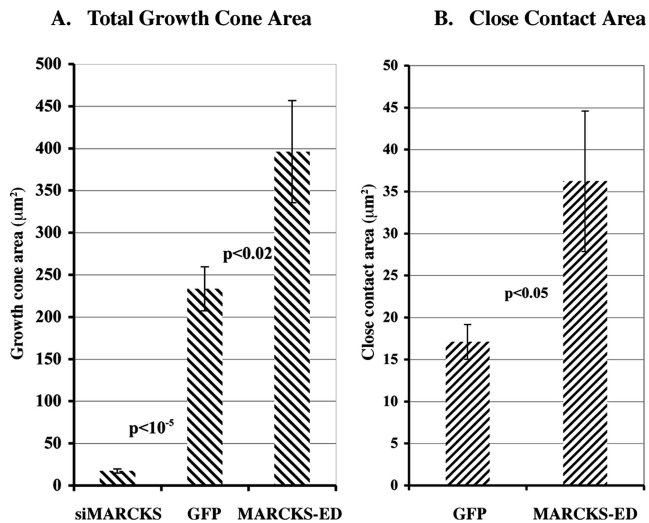 A. Total Growth Cone Area
Growth cone area (μm²)
500
450
400
350
300
250
200
150
100
50
0
p<10⁻⁵
p<0.02
siMARCKS GFP MARCKS-ED
B. Close Contact Area
Close contact area (μm²)
50
45
40
35
30
25
20
15
10
5
0
p<0.05
GFP MARCKS-ED